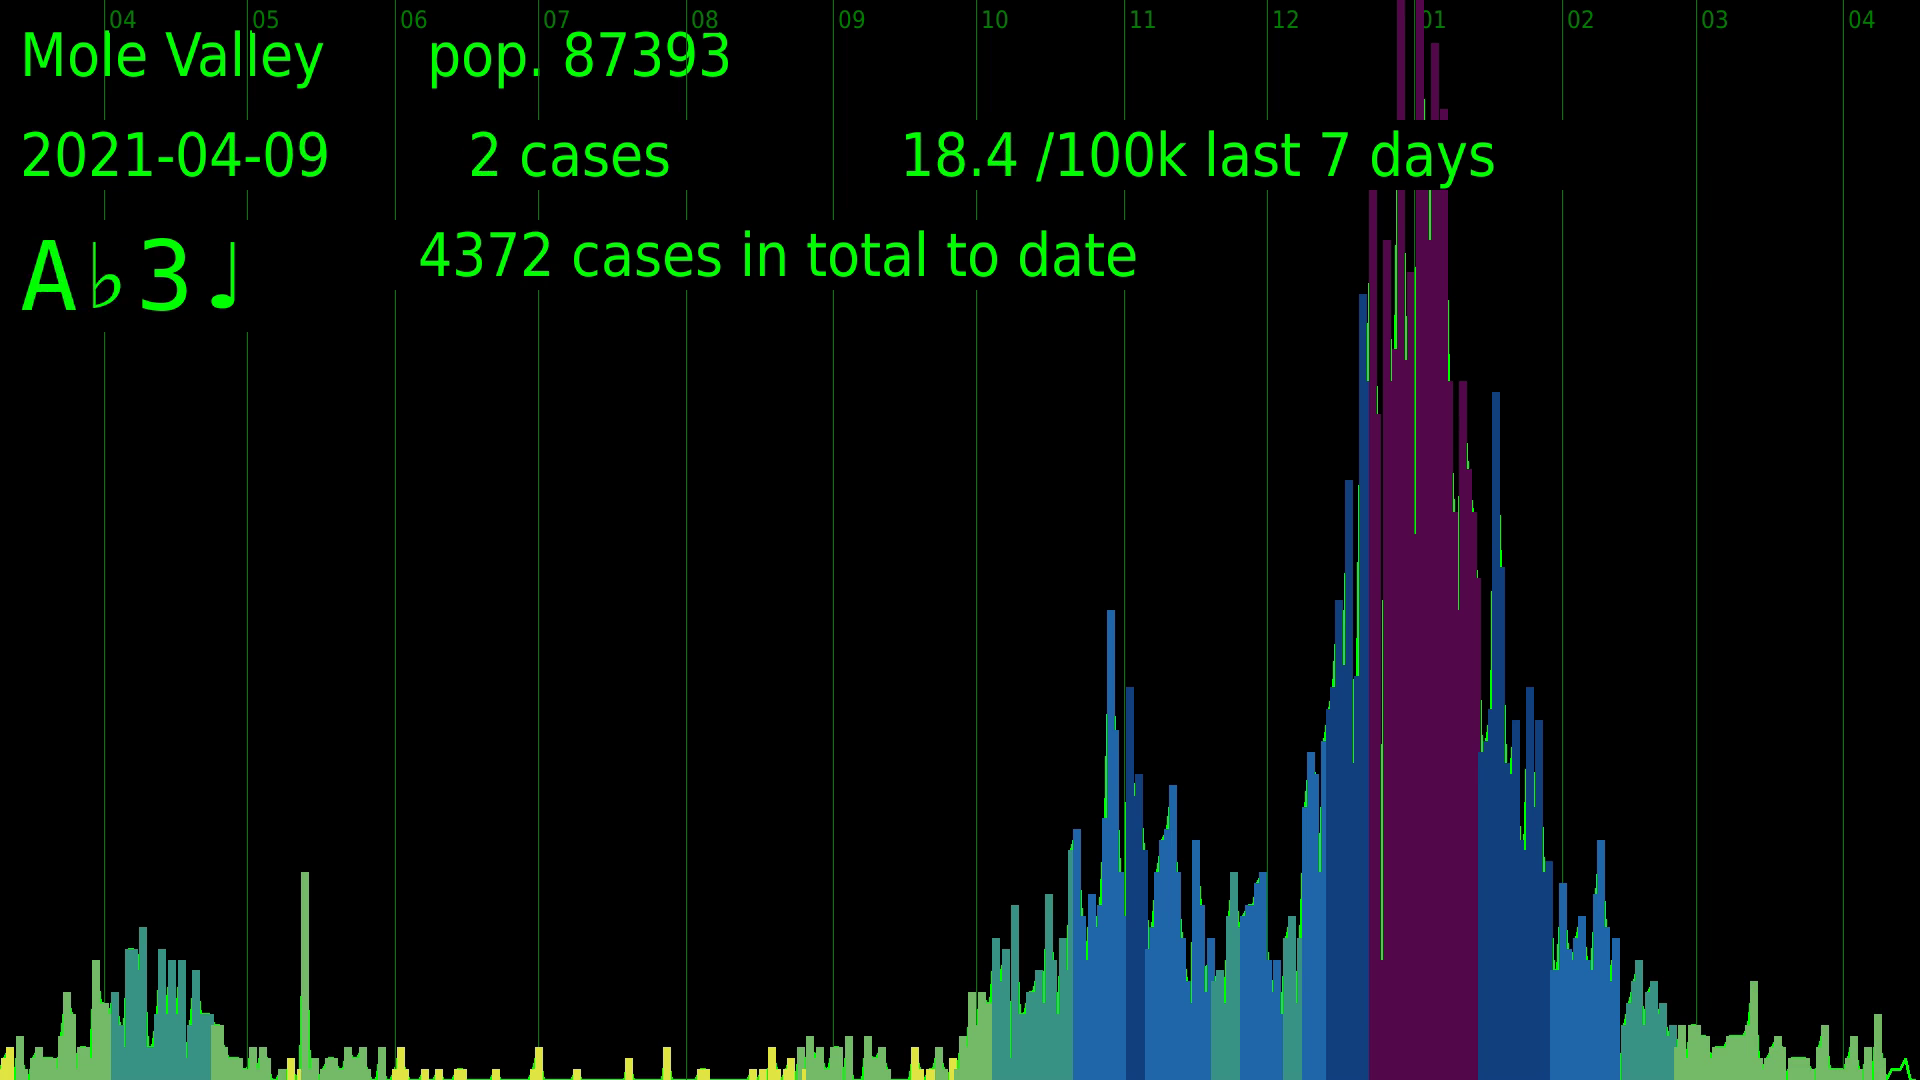 04 05 06 07 08 09 10 11 12 01 02 03 04
Mole Valley pop. 87393
2021-04-09 2 cases 18.4 /100k last 7 days
A♭3♩ 4372 cases in total to date